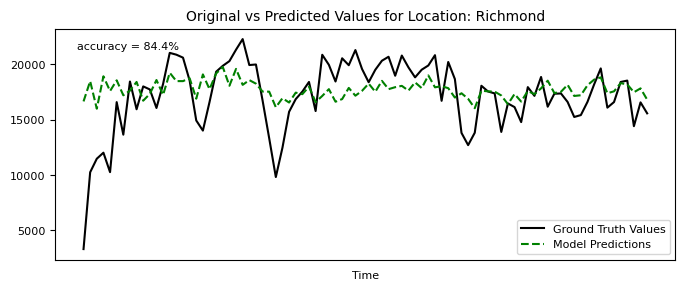 Original vs Predicted Values for Location: Richmond
accuracy = 84.4%
20000
15000
10000
5000
Ground Truth Values
Model Predictions
Time